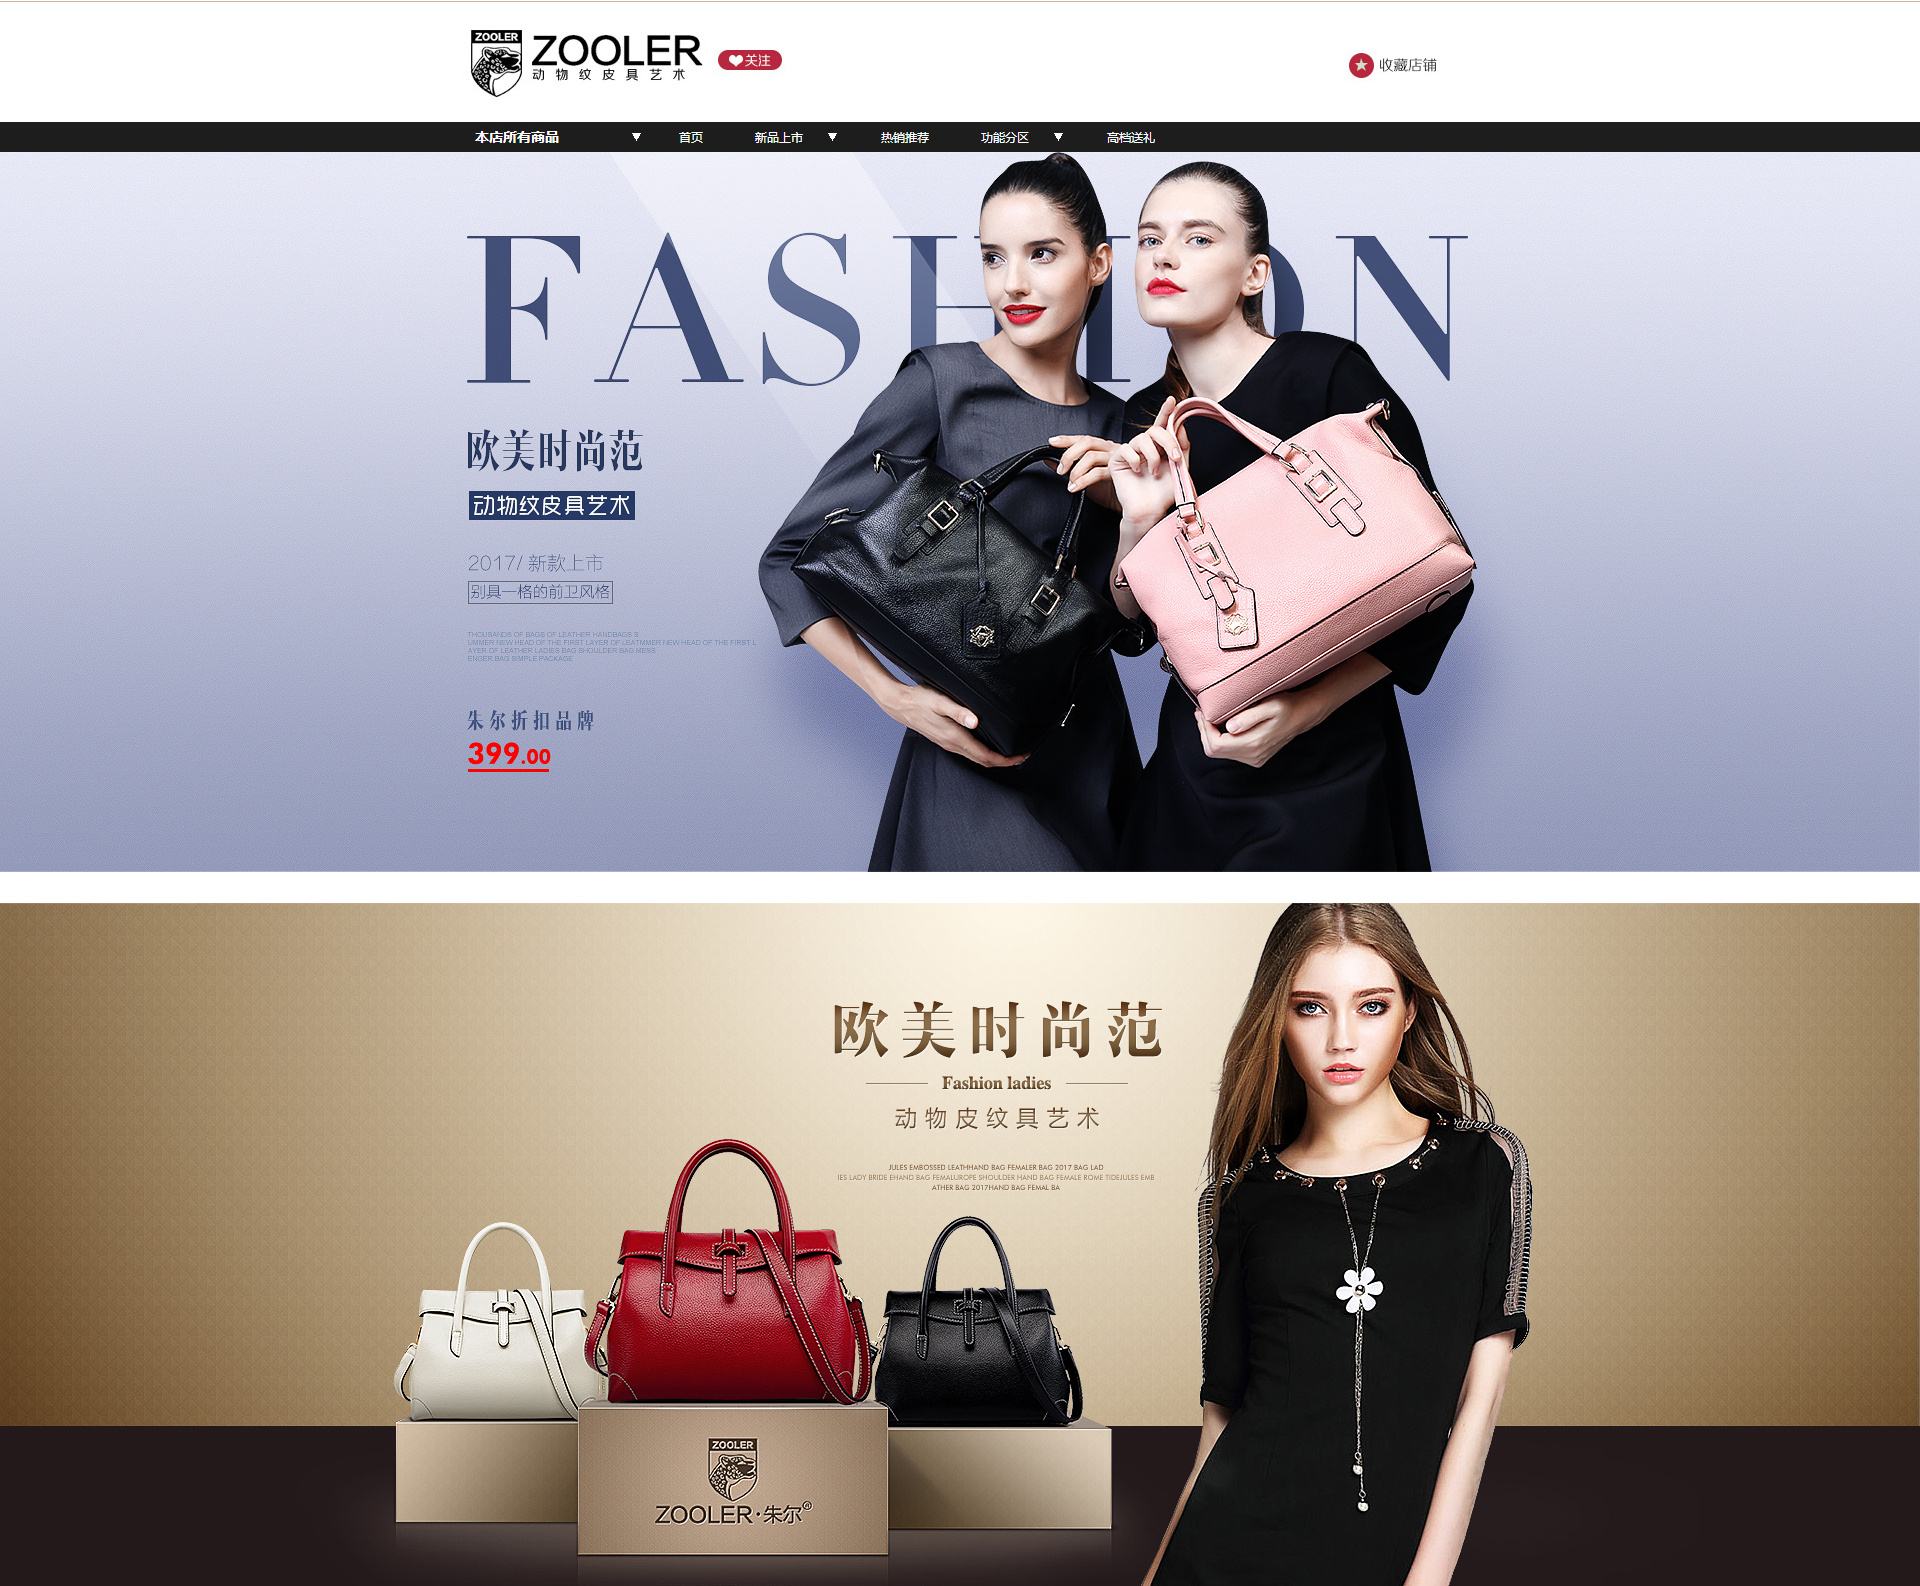 ZOOLER
ZOOLER
动物纹皮具艺术
关注
收藏店铺
本店所有商品
首页
新品上市
热销推荐
功能分区
高档送礼
FASHION
欧美时尚范
动物纹皮具艺术
2017/ 新款上市
别具一格的前卫风格
THOUSANDS OF BAGS OF LEATHER HANDBAGS S
UMMER NEW HEAD OF THE FIRST LAYER OF LEATMMER NEW HEAD OF THE FIRST L
AYER OF LEATHER LADIES BAG SHOULDER BAG MESS
ENGER BAG SIMPLE PACKAGE
朱尔折扣品牌
399.00
欧美时尚范
Fashion ladies
动物皮纹具艺术
JULES EMBOSSED LEATHHAND BAG FEMALER BAG 2017 BAG LAD
IES LADY BRIDE EHAND BAG FEMALUROPE SHOULDER HAND BAG FEMALE ROME TIDEJULES EMB
ATHER BAG 2017HAND BAG FEMAL BA
ZOOLER
ZOOLER·朱尔®